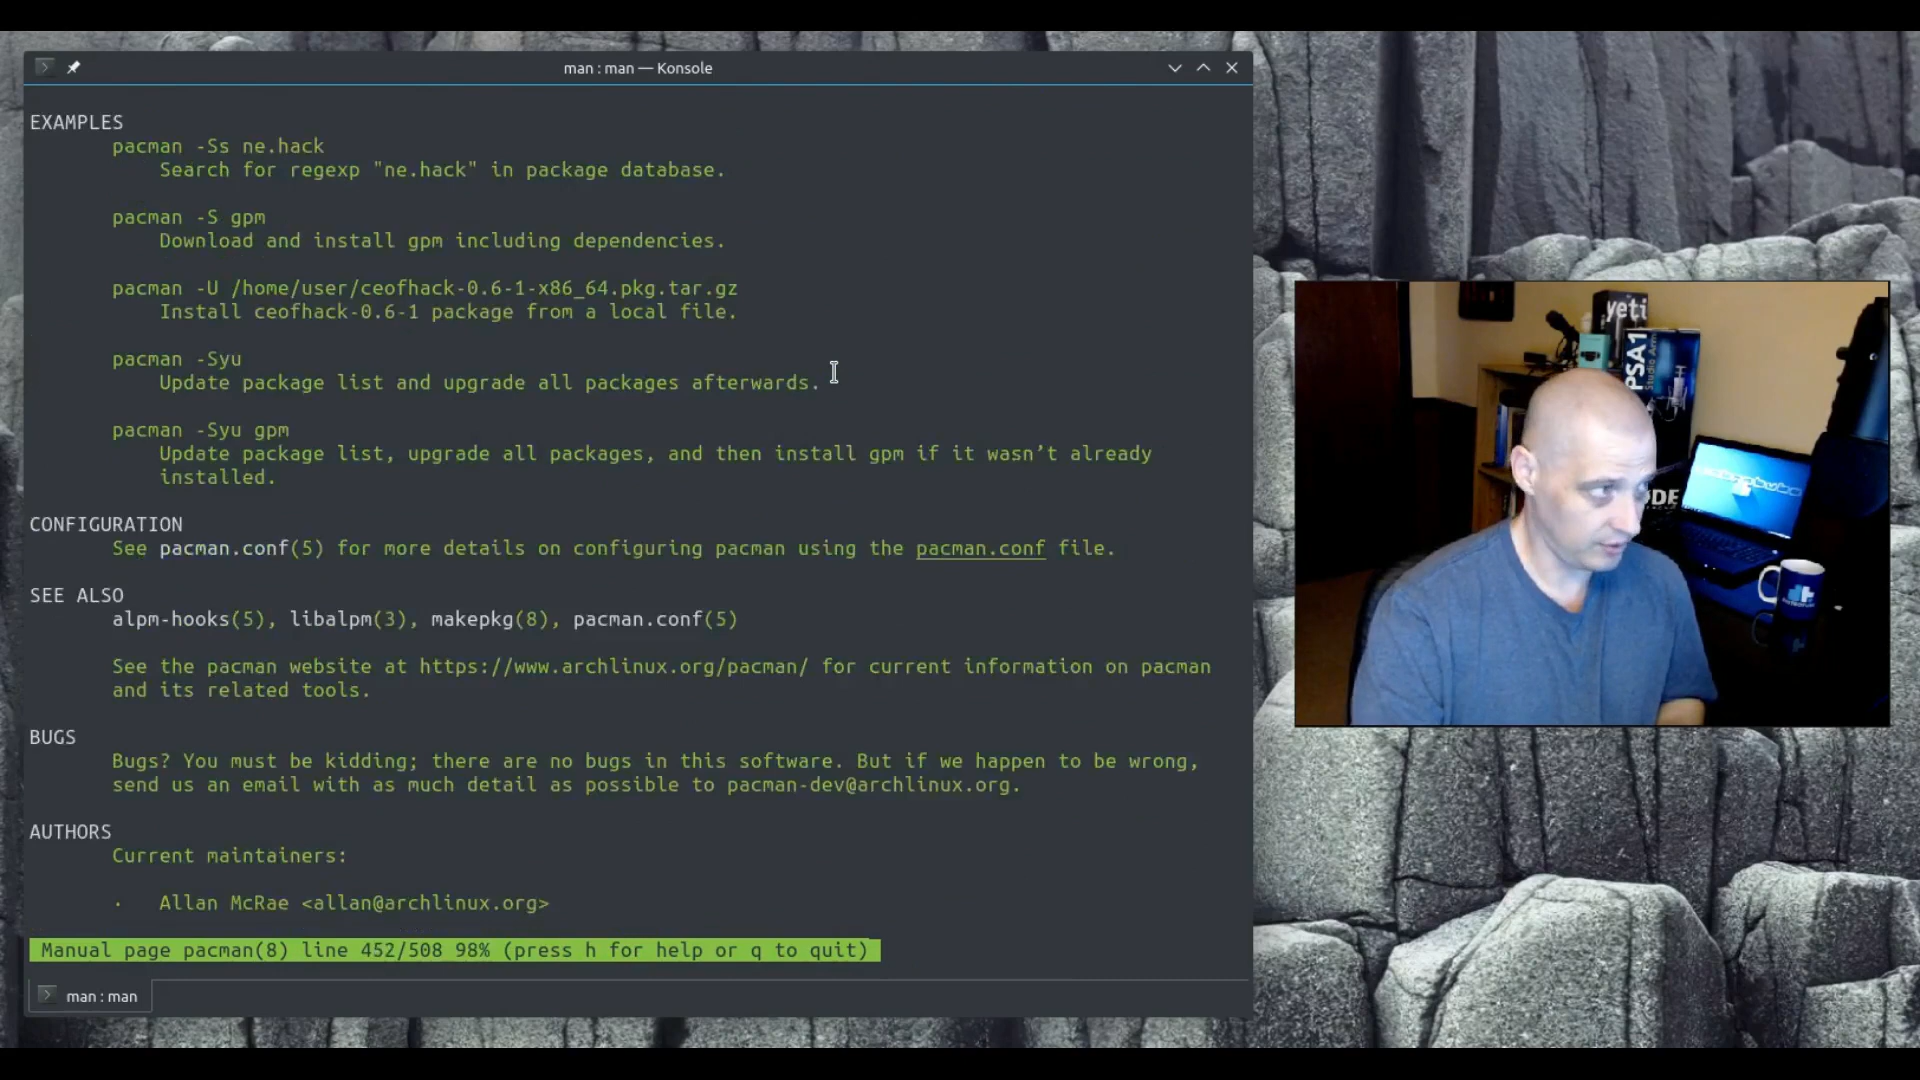 man : man — Konsole
EXAMPLES
pacman -Ss ne.hack
Search for regexp "ne.hack" in package database.
pacman -S gpm
Download and install gpm including dependencies.
pacman -U /home/user/ceofhack-0.6-1-x86_64.pkg.tar.gz
Install ceofhack-0.6-1 package from a local file.
pacman -Syu
Update package list and upgrade all packages afterwards.
pacman -Syu gpm
Update package list, upgrade all packages, and then install gpm if it wasn’t already
installed.
CONFIGURATION
See pacman.conf(5) for more details on configuring pacman using the pacman.conf file.
SEE ALSO
alpm-hooks(5), libalpm(3), makepkg(8), pacman.conf(5)
See the pacman website at https://www.archlinux.org/pacman/ for current information on pacman
and its related tools.
BUGS
Bugs? You must be kidding; there are no bugs in this software. But if we happen to be wrong,
send us an email with as much detail as possible to pacman-dev@archlinux.org.
AUTHORS
Current maintainers:
· Allan McRae <allan@archlinux.org>
Manual page pacman(8) line 452/508 98% (press h for help or q to quit)
man : man
yeti
PSA1
Studio Arm
dt